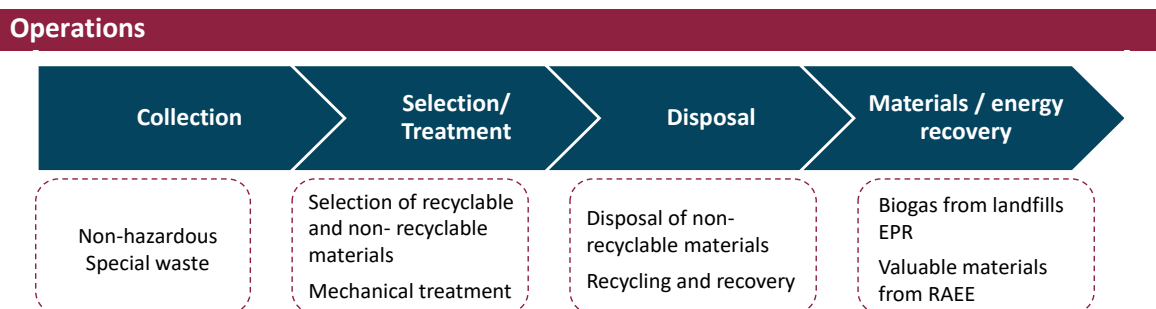 Operations
Collection
Selection/
Treatment
Disposal
Materials / energy
recovery
Non-hazardous
Special waste
Selection of recyclable
and non- recyclable
materials
Mechanical treatment
Disposal of non-
recyclable materials
Recycling and recovery
Biogas from landfills
EPR
Valuable materials
from RAEE